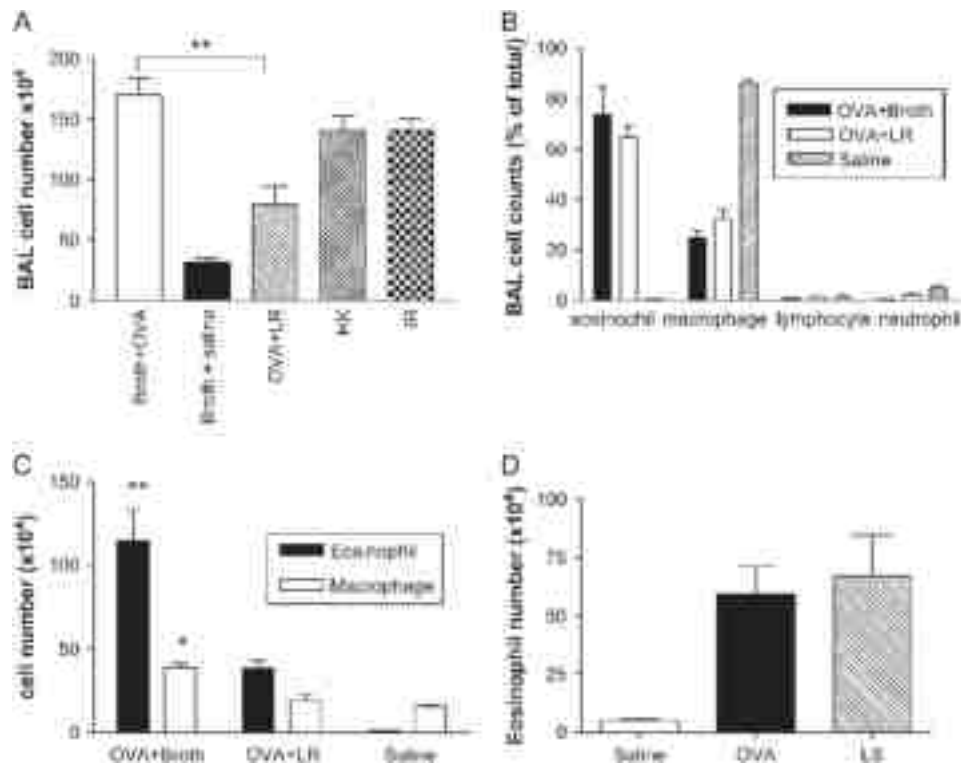 A
BAL cell number x10⁴
200
150
100
50
0
**
Broth+OVA
Broth + saline
OVA+LR
KK
IR
B
BAL cell counts (% of total)
100
80
60
40
20
0
*
OVA+Broth
OVA+LR
Saline
eosinophil macrophage lymphocyte neutrophil
C
cell number (x10⁴)
150
100
50
0
**
*
Eosinophil
Macrophage
OVA+Broth OVA+LR Saline
D
Eosinophil number (x10⁴)
100
75
50
25
0
Saline OVA LS